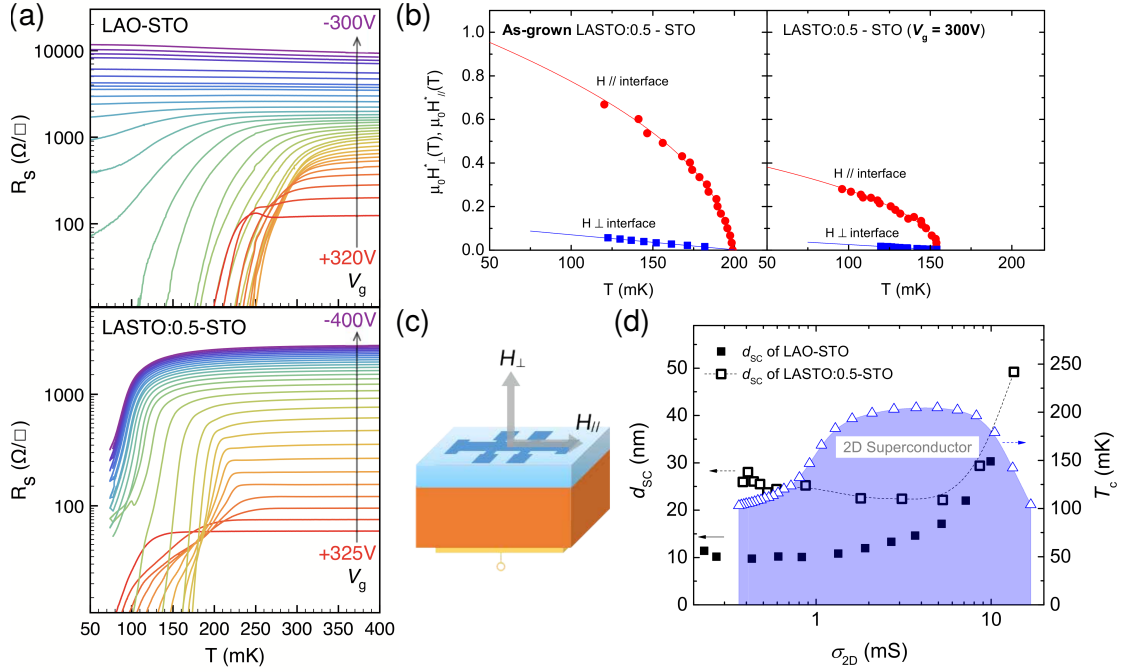 (a)
LAO-STO
-300V
10000
1000
100
R_S (Ω/□)
+320V
V_g
LASTO:0.5-STO
-400V
1000
100
R_S (Ω/□)
+325V
V_g
50 100 150 200 250 300 350 400
T (mK)
(b)
As-grown LASTO:0.5 - STO
LASTO:0.5 - STO (V_g = 300V)
μ₀H*⊥(T), μ₀H*//(T)
1.0
0.8
0.6
0.4
0.2
0.0
H // interface
H ⊥ interface
H // interface
H ⊥ interface
50 100 150 200
50 100 150 200
T (mK)
T (mK)
(c)
H⊥
H//
(d)
d_SC of LAO-STO
d_SC of LASTO:0.5-STO
2D Superconductor
d_SC (nm)
50
40
30
20
10
0
T_c (mK)
250
200
150
100
50
0
1 10
σ_2D (mS)